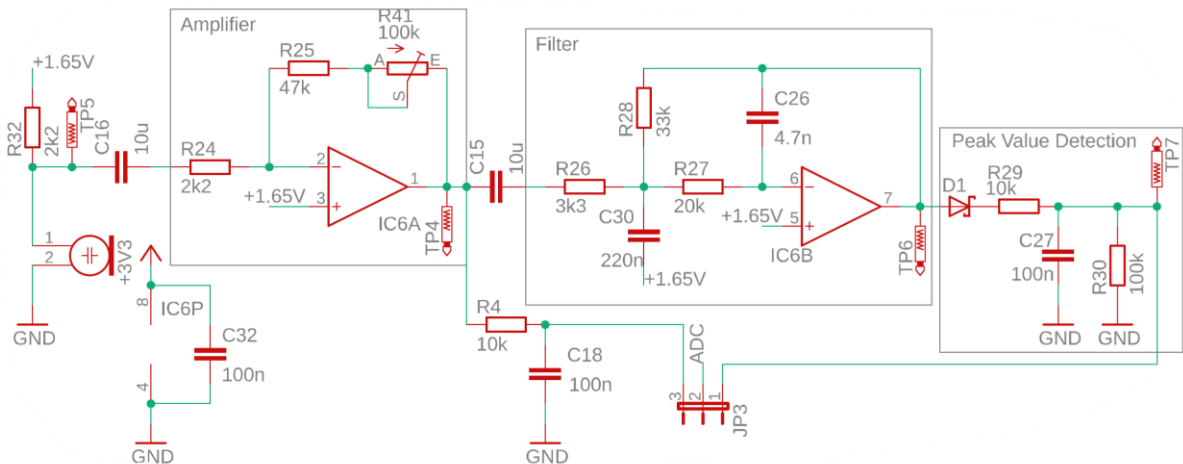 Amplifier
R41
100k
A
E
S
R25
47k
Filter
+1.65V
TP5
R32
2k2
C16
10u
R24
2k2
2
3
1
+1.65V
IC6A
TP4
C15
10u
R28
33k
C26
4.7n
R26
3k3
R27
20k
C30
220n
+1.65V
+1.65V
6
5
7
IC6B
TP6
Peak Value Detection
TP7
D1
R29
10k
C27
100n
R30
100k
GND
GND
1
2
+3V3
GND
8
IC6P
4
C32
100n
GND
R4
10k
C18
100n
GND
ADC
3
2
1
JP3